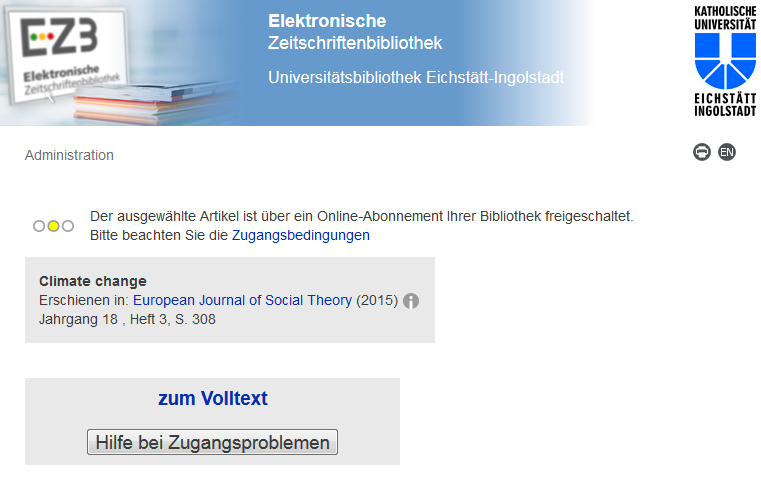 EZB
Elektronische
Zeitschriftenbibliothek
Elektronische
Zeitschriftenbibliothek
Universitätsbibliothek Eichstätt-Ingolstadt
KATHOLISCHE
UNIVERSITÄT
EICHSTÄTT
INGOLSTADT
Administration
EN
Der ausgewählte Artikel ist über ein Online-Abonnement Ihrer Bibliothek freigeschaltet.
Bitte beachten Sie die Zugangsbedingungen
Climate change
Erschienen in: European Journal of Social Theory (2015) i
Jahrgang 18 , Heft 3, S. 308
zum Volltext
Hilfe bei Zugangsproblemen